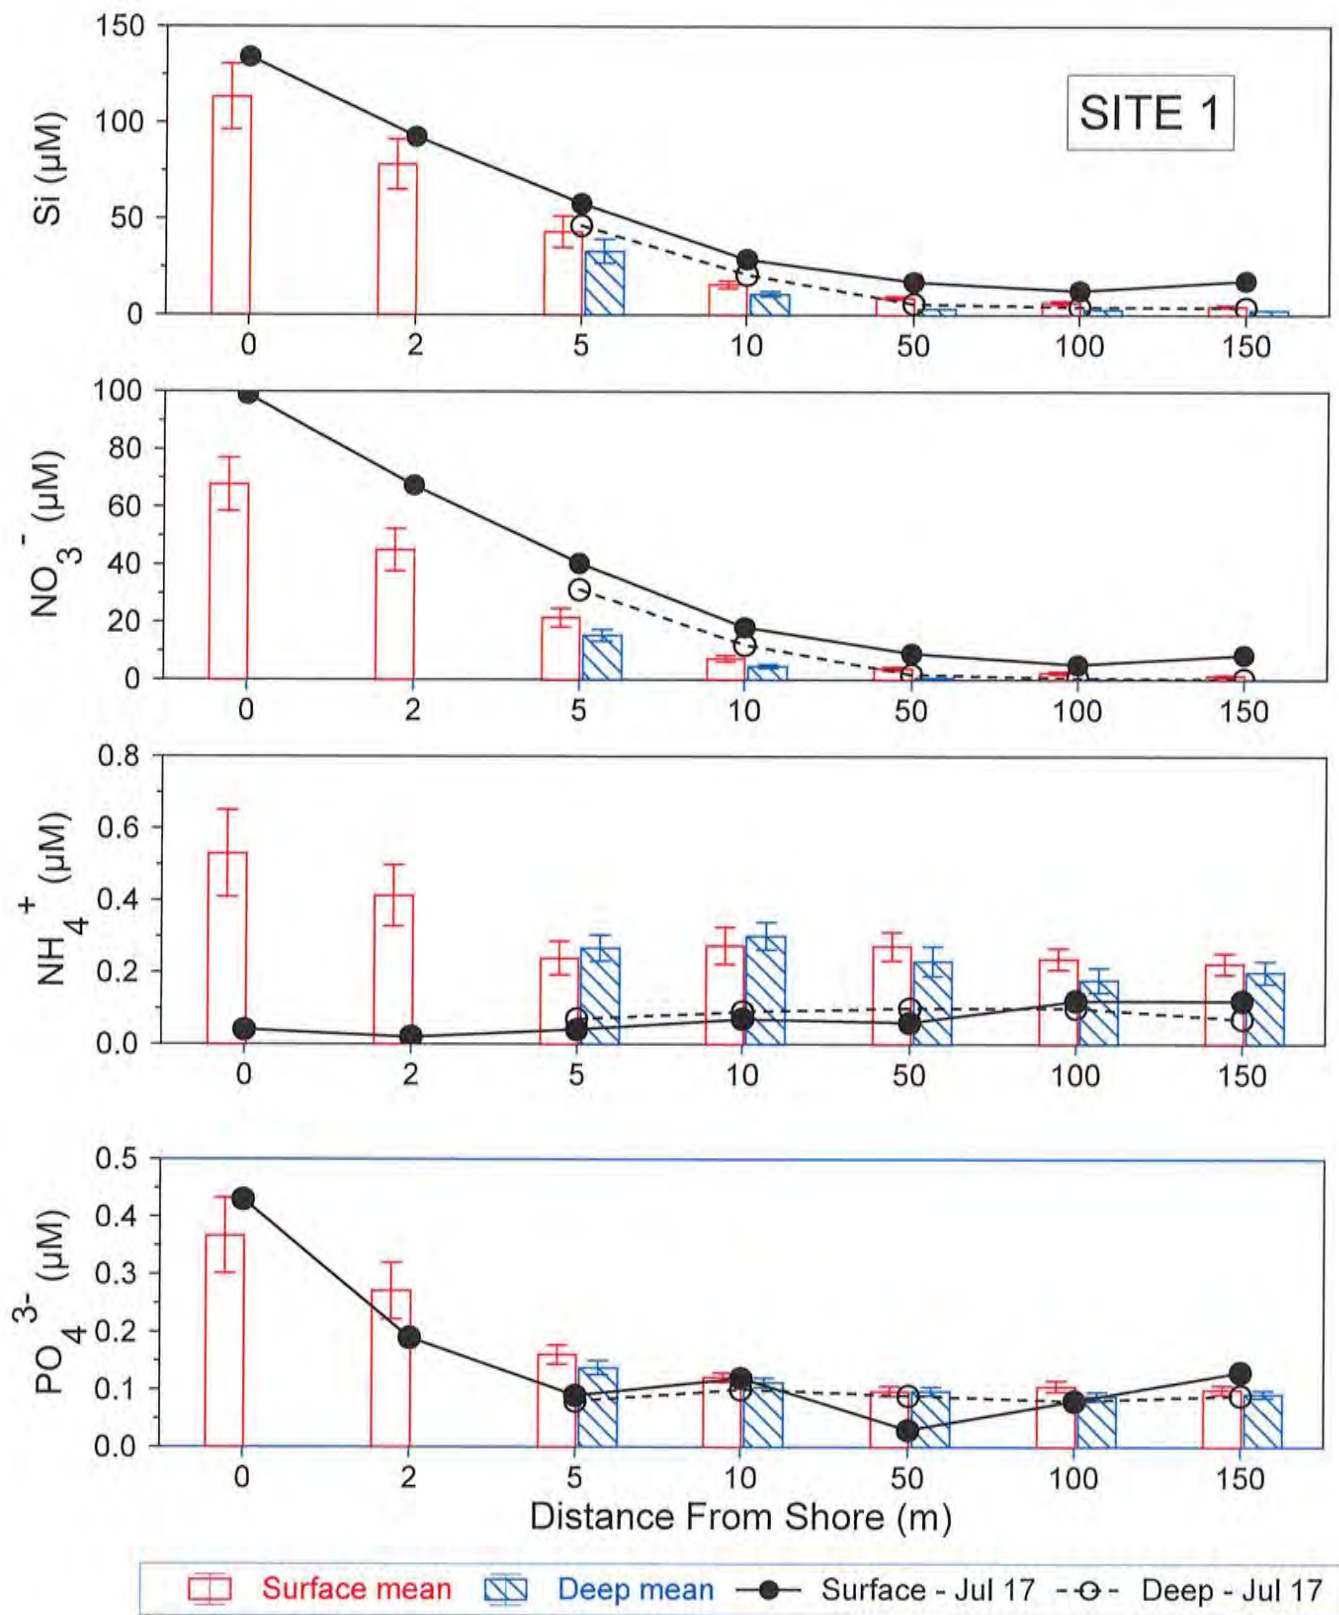 150
100
50
0
Si (µM)
SITE 1
0 2 5 10 50 100 150
100
80
60
40
20
0
NO3- (µM)
0 2 5 10 50 100 150
0.8
0.6
0.4
0.2
0.0
NH4+ (µM)
0 2 5 10 50 100 150
0.5
0.4
0.3
0.2
0.1
0.0
PO43- (µM)
0 2 5 10 50 100 150
Distance From Shore (m)
Surface mean Deep mean Surface - Jul 17 Deep - Jul 17